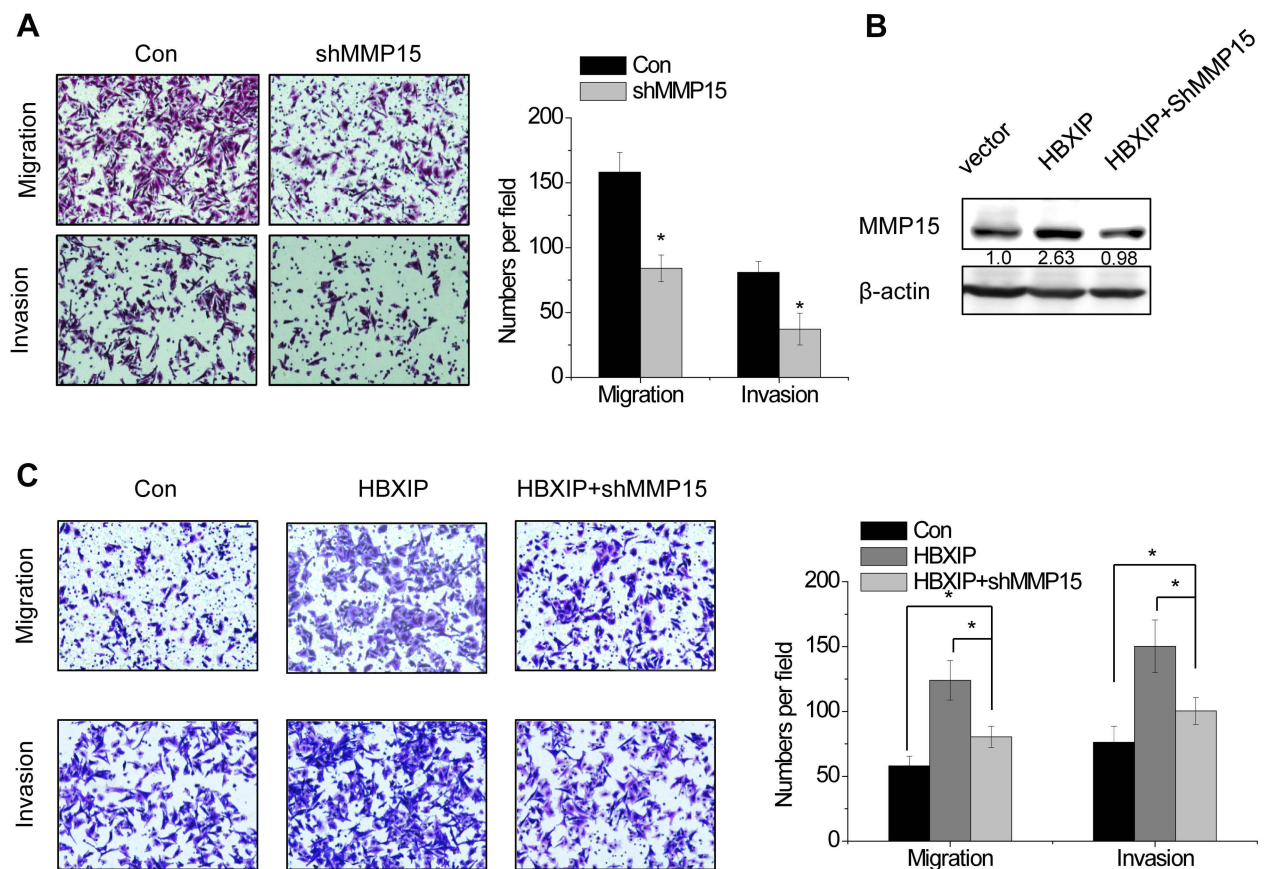 A
Con
shMMP15
Migration
Invasion
Con
shMMP15
Numbers per field
200
150
100
50
0
*
*
Migration
Invasion
B
vector
HBXIP
HBXIP+ShMMP15
MMP15
1.0 2.63 0.98
β-actin
C
Con
HBXIP
HBXIP+shMMP15
Migration
Invasion
Con
HBXIP
HBXIP+shMMP15
Numbers per field
200
150
100
50
0
*
*
*
*
Migration
Invasion